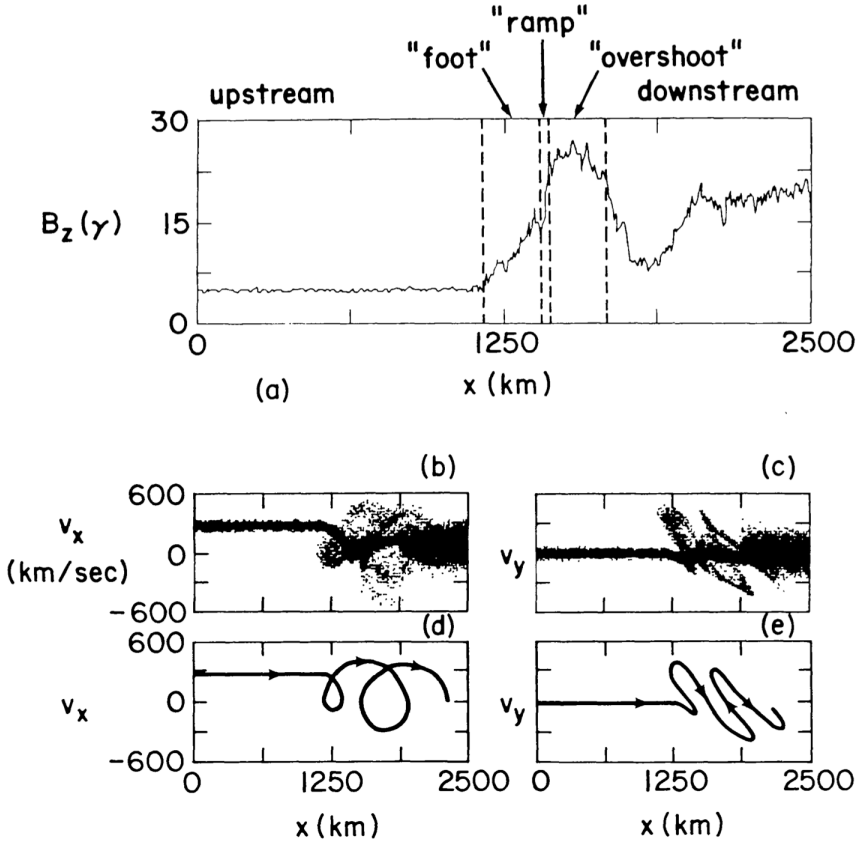 "ramp"
"foot" "overshoot"
upstream downstream
30
15
0
B_z (γ)
0 1250 2500
(a) x (km)
(b) (c)
600
0
-600
v_x
(km/sec)
v_y
(d) (e)
600
0
-600
v_x
v_y
0 1250 2500 0 1250 2500
x (km) x (km)